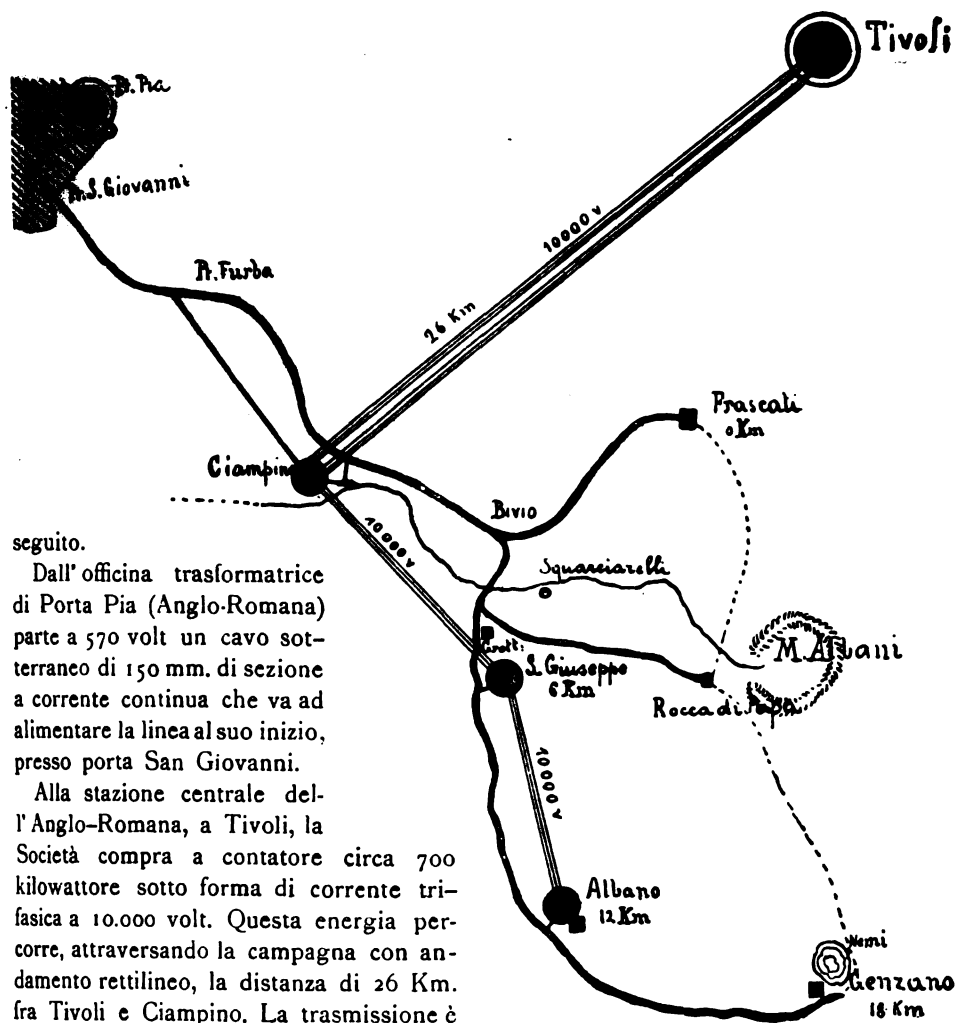 Tivoli
P. Pia
P. S. Giovanni
P. Furba
10000 v
26 Km
Frascati
0 Km
Ciampino
10000 v
Bivio
Squarciarelli
Grott:
S. Giuseppe
6 Km
M. Albani
Rocca di Papa
10000 v
Albano
12 Km
Nemi
Genzano
18 Km
seguito.
Dall'officina trasformatrice
di Porta Pia (Anglo-Romana)
parte a 570 volt un cavo sot-
terraneo di 150 mm. di sezione
a corrente continua che va ad
alimentare la linea al suo inizio,
presso porta San Giovanni.
Alla stazione centrale del-
l'Anglo-Romana, a Tivoli, la
Società compra a contatore circa 700
kilowattore sotto forma di corrente tri-
fasica a 10.000 volt. Questa energia per-
corre, attraversando la campagna con an-
damento rettilineo, la distanza di 26 Km.
fra Tivoli e Ciampino. La trasmissione è